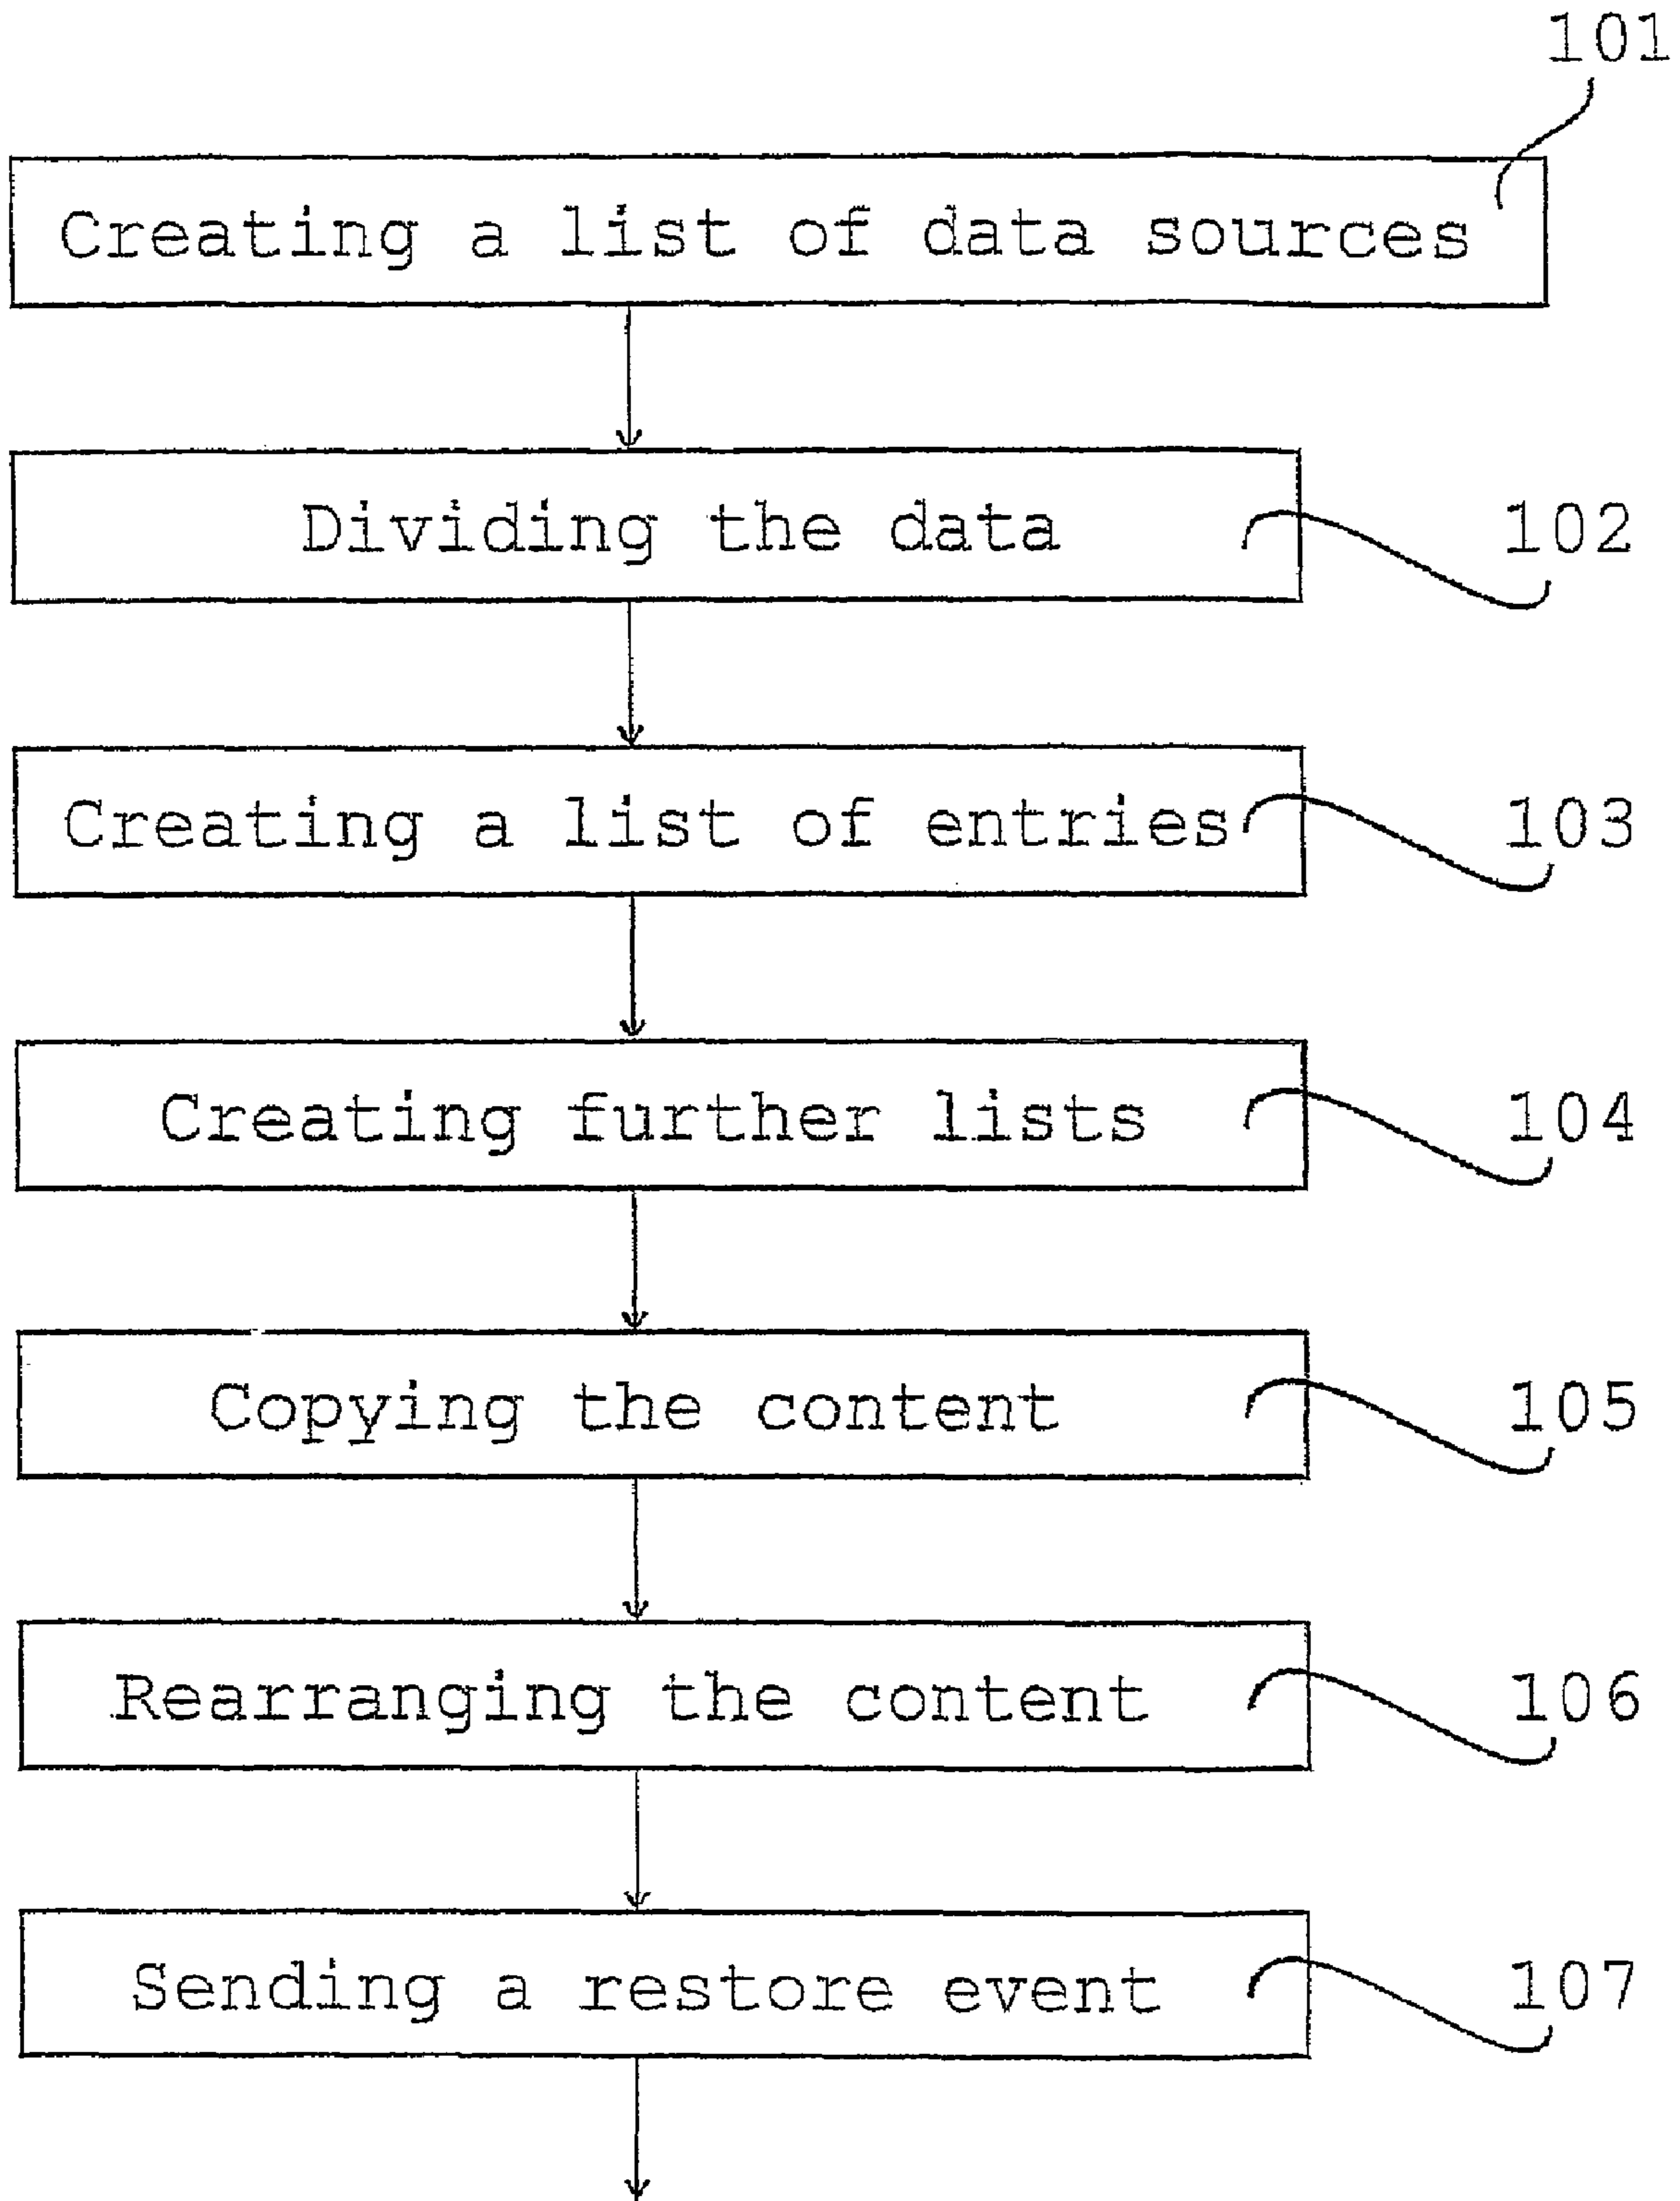 101
Creating a list of data sources
Dividing the data
102
Creating a list of entries
103
Creating further lists
104
Copying the content
105
Rearranging the content
106
Sending a restore event
107